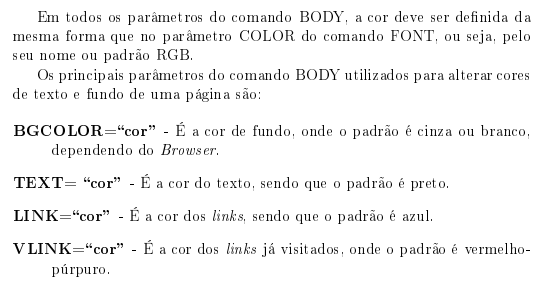 Em todos os parâmetros do comando BODY, a cor deve ser definida da
mesma forma que no parâmetro COLOR do comando FONT, ou seja, pelo
seu nome ou padrão RGB.
Os principais parâmetros do comando BODY utilizados para alterar cores
de texto e fundo de uma página são:
BGCOLOR=“cor” - É a cor de fundo, onde o padrão é cinza ou branco,
dependendo do Browser.
TEXT= “cor” - É a cor do texto, sendo que o padrão é preto.
LINK=“cor” - É a cor dos links, sendo que o padrão é azul.
VLINK=“cor” - É a cor dos links já visitados, onde o padrão é vermelho-
púrpuro.